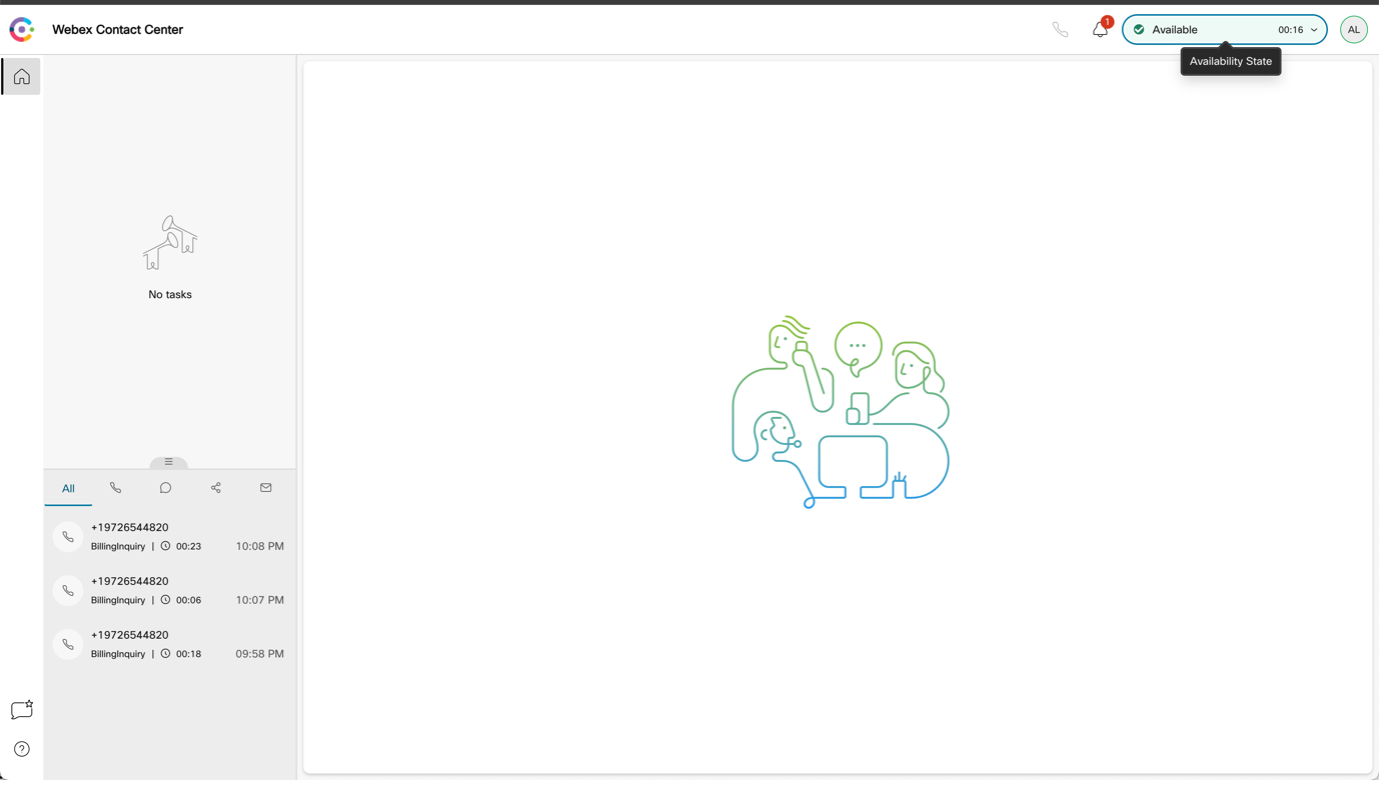 Webex Contact Center
1
Available 00:16
AL
Availability State
No tasks
All
+19726544820
BillingInquiry | 00:23 10:08 PM
+19726544820
BillingInquiry | 00:06 10:07 PM
+19726544820
BillingInquiry | 00:18 09:58 PM